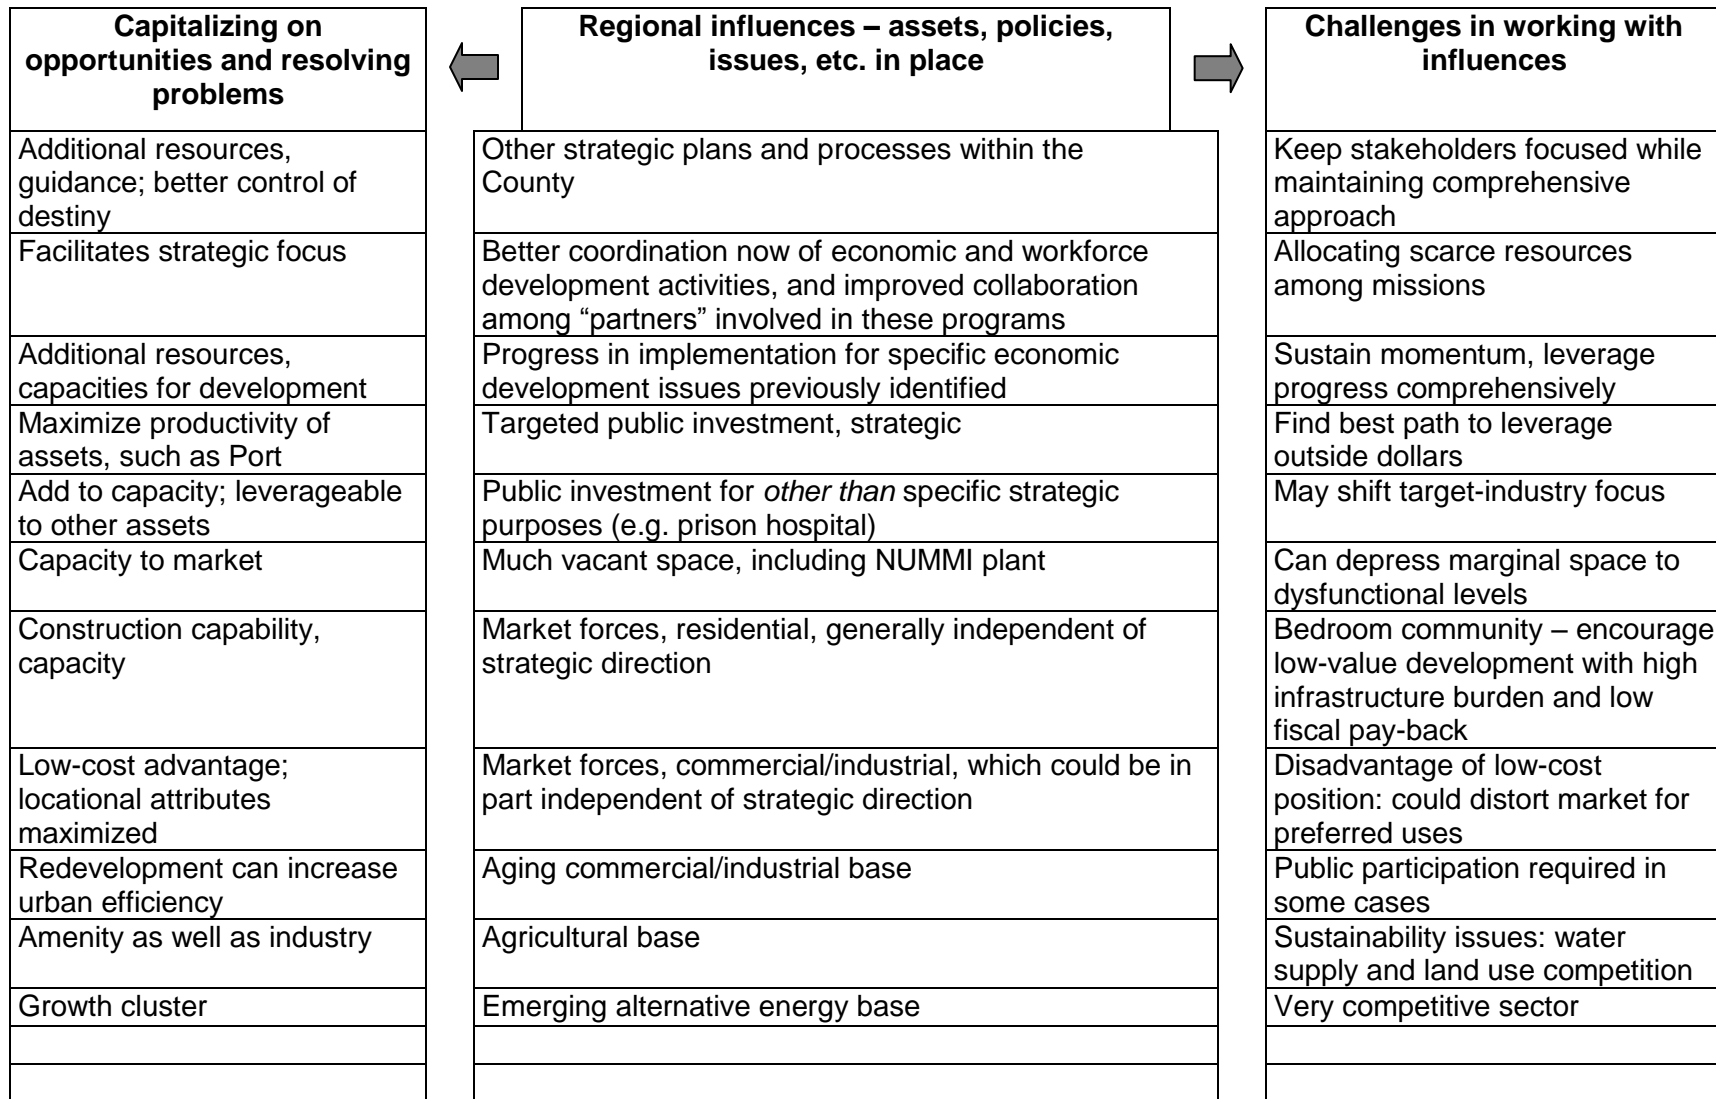 Capitalizing on
opportunities and resolving
problems
Regional influences – assets, policies,
issues, etc. in place
Challenges in working with
influences
Additional resources,
guidance; better control of
destiny
Other strategic plans and processes within the
County
Keep stakeholders focused while
maintaining comprehensive
approach
Facilitates strategic focus
Better coordination now of economic and workforce
development activities, and improved collaboration
among “partners” involved in these programs
Allocating scarce resources
among missions
Additional resources,
capacities for development
Progress in implementation for specific economic
development issues previously identified
Sustain momentum, leverage
progress comprehensively
Maximize productivity of
assets, such as Port
Targeted public investment, strategic
Find best path to leverage
outside dollars
Add to capacity; leverageable
to other assets
Public investment for other than specific strategic
purposes (e.g. prison hospital)
May shift target-industry focus
Capacity to market
Much vacant space, including NUMMI plant
Can depress marginal space to
dysfunctional levels
Construction capability,
capacity
Market forces, residential, generally independent of
strategic direction
Bedroom community – encourage
low-value development with high
infrastructure burden and low
fiscal pay-back
Low-cost advantage;
locational attributes
maximized
Market forces, commercial/industrial, which could be in
part independent of strategic direction
Disadvantage of low-cost
position: could distort market for
preferred uses
Redevelopment can increase
urban efficiency
Aging commercial/industrial base
Public participation required in
some cases
Amenity as well as industry
Agricultural base
Sustainability issues: water
supply and land use competition
Growth cluster
Emerging alternative energy base
Very competitive sector